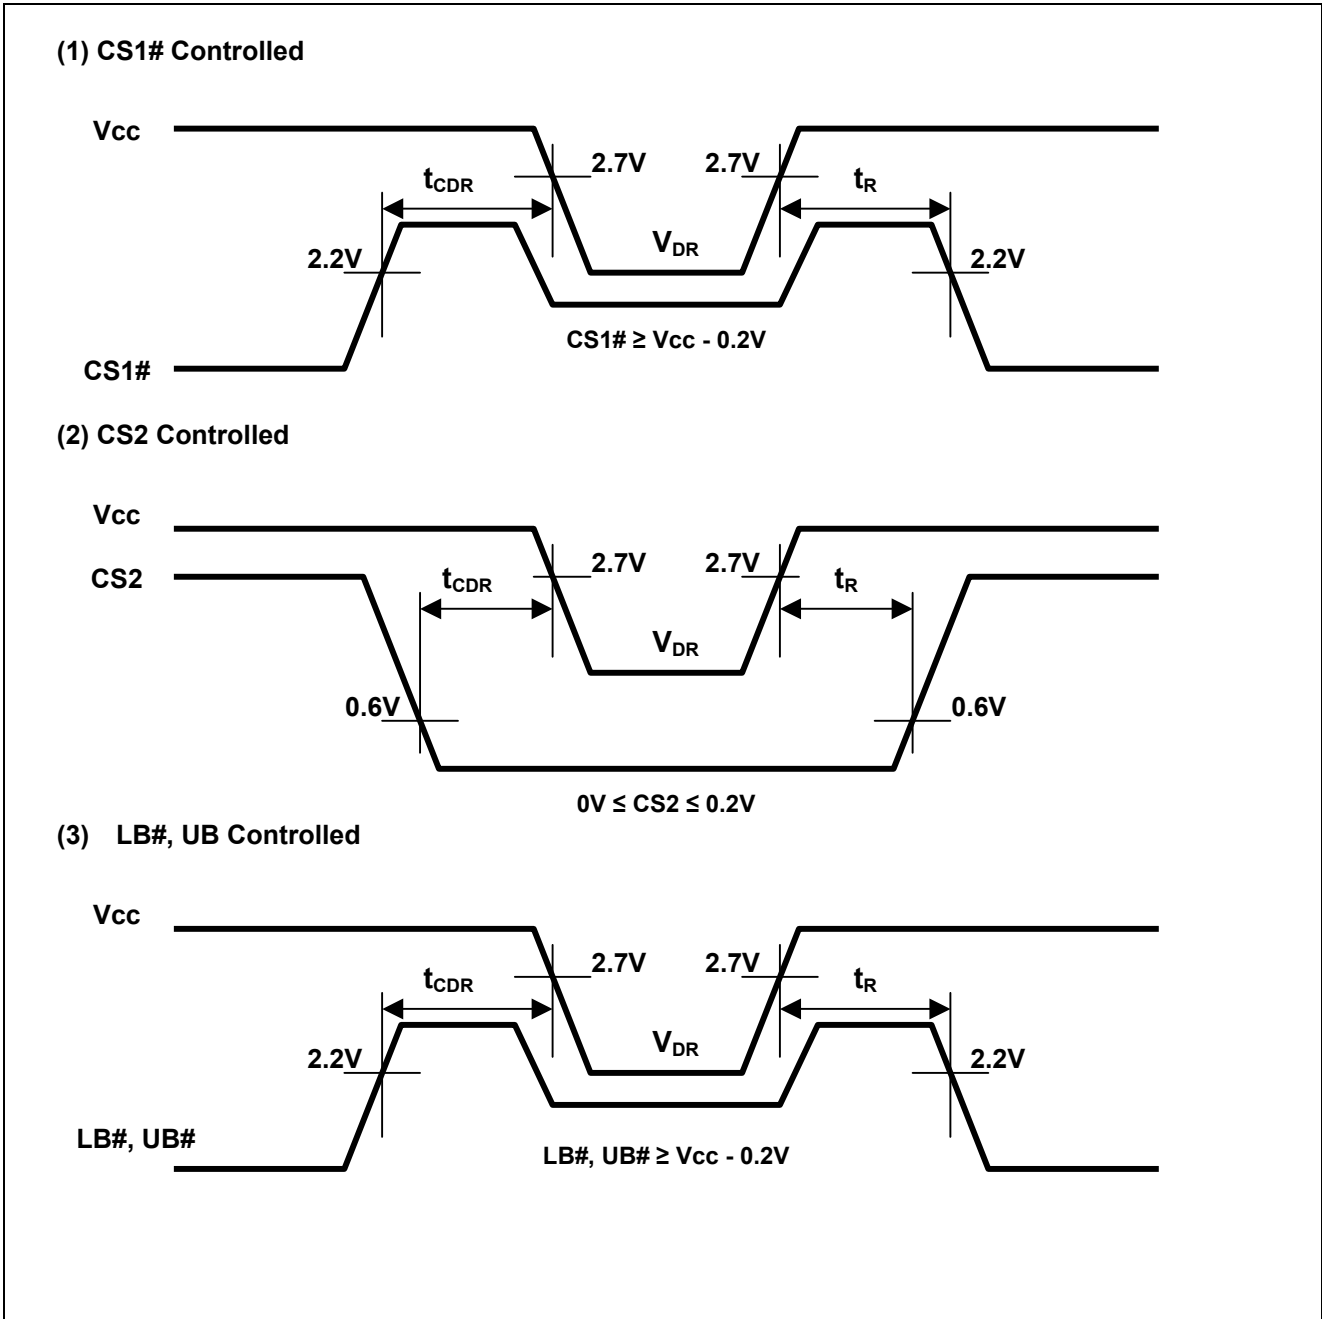 (1) CS1# Controlled
Vcc
2.7V 2.7V
tCDR tR
VDR
2.2V 2.2V
CS1# ≥ Vcc - 0.2V
CS1#
(2) CS2 Controlled
Vcc
2.7V 2.7V
CS2
tCDR tR
VDR
0.6V 0.6V
0V ≤ CS2 ≤ 0.2V
(3) LB#, UB Controlled
Vcc
2.7V 2.7V
tCDR tR
VDR
2.2V 2.2V
LB#, UB#
LB#, UB# ≥ Vcc - 0.2V